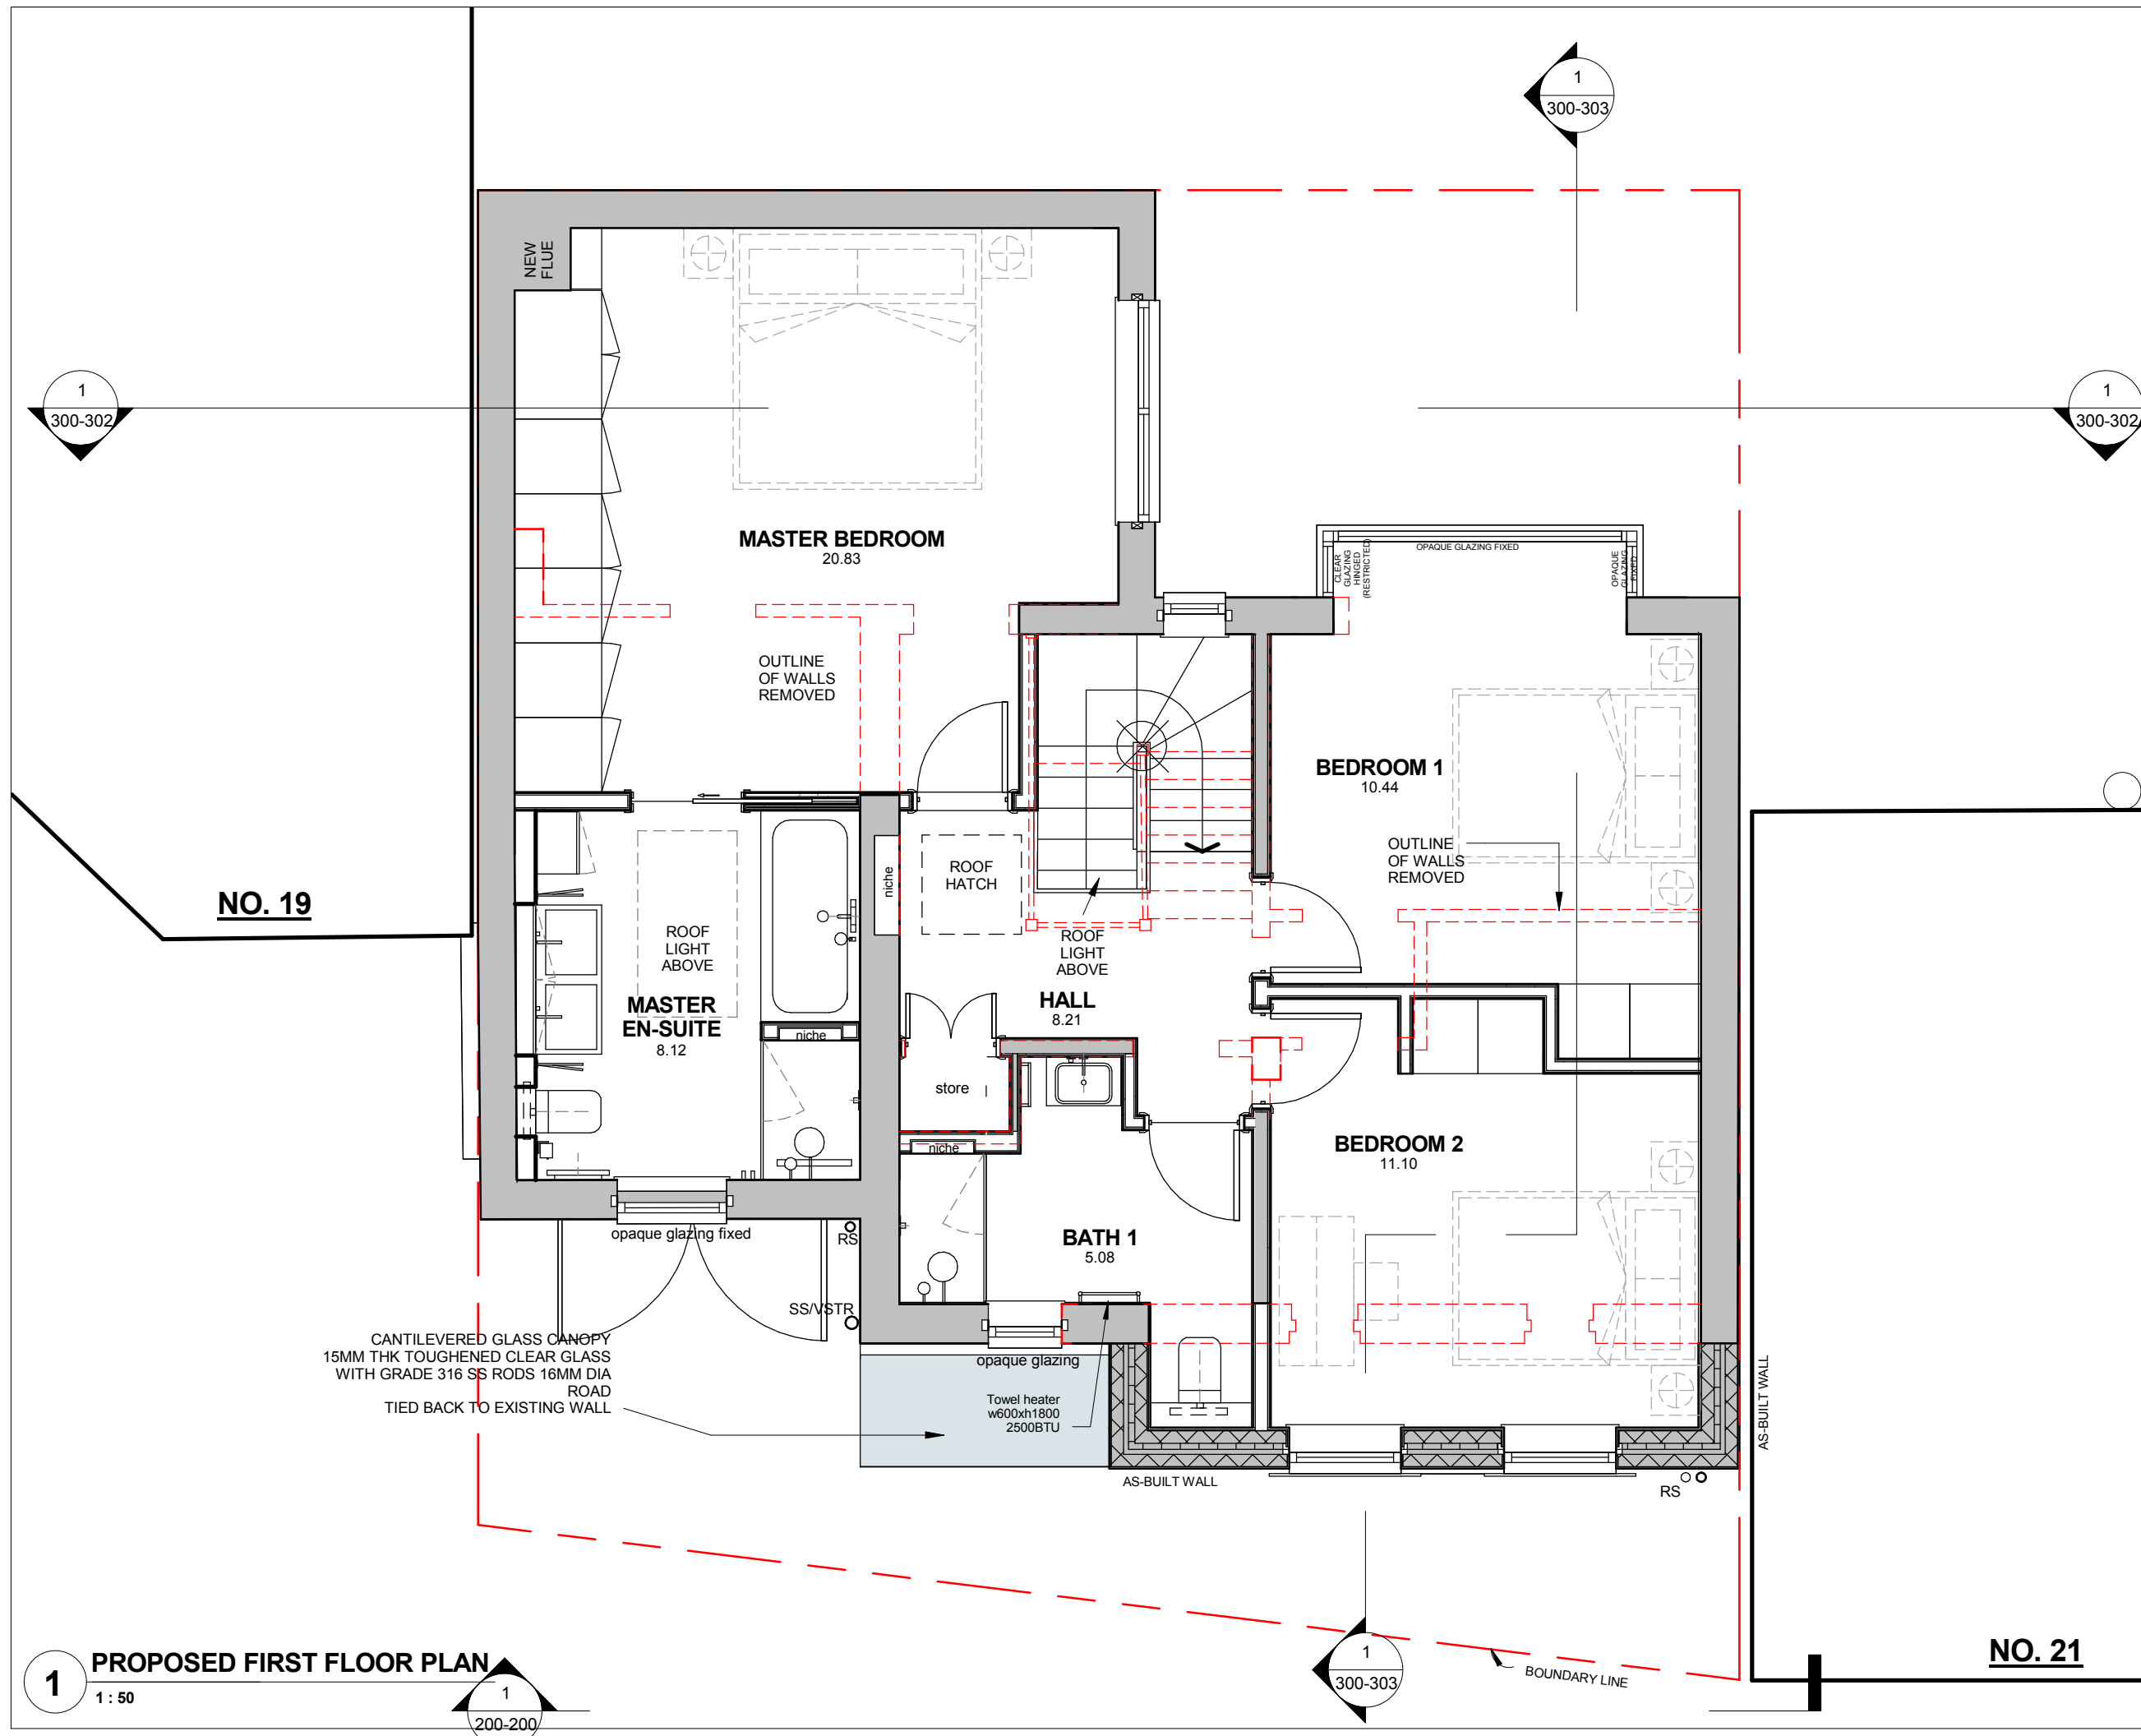 1
300-303
NEW
FLUE
1
300-302
1
300-302
MASTER BEDROOM
20.83
OPAQUE GLAZING FIXED
CLEAR
GLAZING
HINGED
(RESTRICTED)
OPAQUE
GLAZING
FIXED
OUTLINE
OF WALLS
REMOVED
BEDROOM 1
10.44
OUTLINE
OF WALLS
REMOVED
NO. 19
niche
ROOF
HATCH
ROOF
LIGHT
ABOVE
ROOF
LIGHT
ABOVE
MASTER
EN-SUITE
8.12
HALL
8.21
niche
store
niche
BEDROOM 2
11.10
BATH 1
5.08
opaque glazing fixed
RS
SS/VSTR
CANTILEVERED GLASS CANOPY
15MM THK TOUGHENED CLEAR GLASS
WITH GRADE 316 SS RODS 16MM DIA
ROAD
TIED BACK TO EXISTING WALL
opaque glazing
Towel heater
w600xh1800
2500BTU
AS-BUILT WALL
AS-BUILT WALL
RS
1
300-303
BOUNDARY LINE
NO. 21
1
PROPOSED FIRST FLOOR PLAN
1 : 50
1
200-200